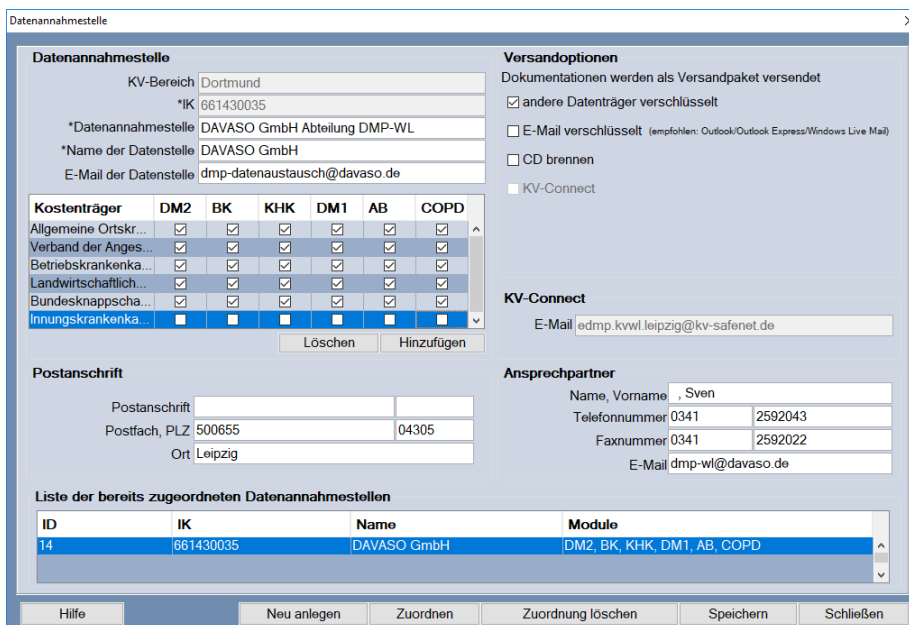 Datenannahmestelle
Datenannahmestelle
KV-Bereich Dortmund
*IK 661430035
*Datenannahmestelle DAVASO GmbH Abteilung DMP-WL
*Name der Datenstelle DAVASO GmbH
E-Mail der Datenstelle dmp-datenaustausch@davaso.de
Kostenträger DM2 BK KHK DM1 AB COPD
Allgemeine Ortskr...
Verband der Anges...
Betriebskrankenka...
Landwirtschaftlich...
Bundesknappscha...
Innungskrankenka...
Löschen Hinzufügen
Versandoptionen
Dokumentationen werden als Versandpaket versendet
andere Datenträger verschlüsselt
E-Mail verschlüsselt (empfohlen: Outlook/Outlook Express/Windows Live Mail)
CD brennen
KV-Connect
KV-Connect
E-Mail edmp.kvwl.leipzig@kv-safenet.de
Postanschrift
Postanschrift
Postfach, PLZ 500655 04305
Ort Leipzig
Ansprechpartner
Name, Vorname , Sven
Telefonnummer 0341 2592043
Faxnummer 0341 2592022
E-Mail dmp-wl@davaso.de
Liste der bereits zugeordneten Datenannahmestellen
ID IK Name Module
14 661430035 DAVASO GmbH DM2, BK, KHK, DM1, AB, COPD
Hilfe Neu anlegen Zuordnen Zuordnung löschen Speichern Schließen